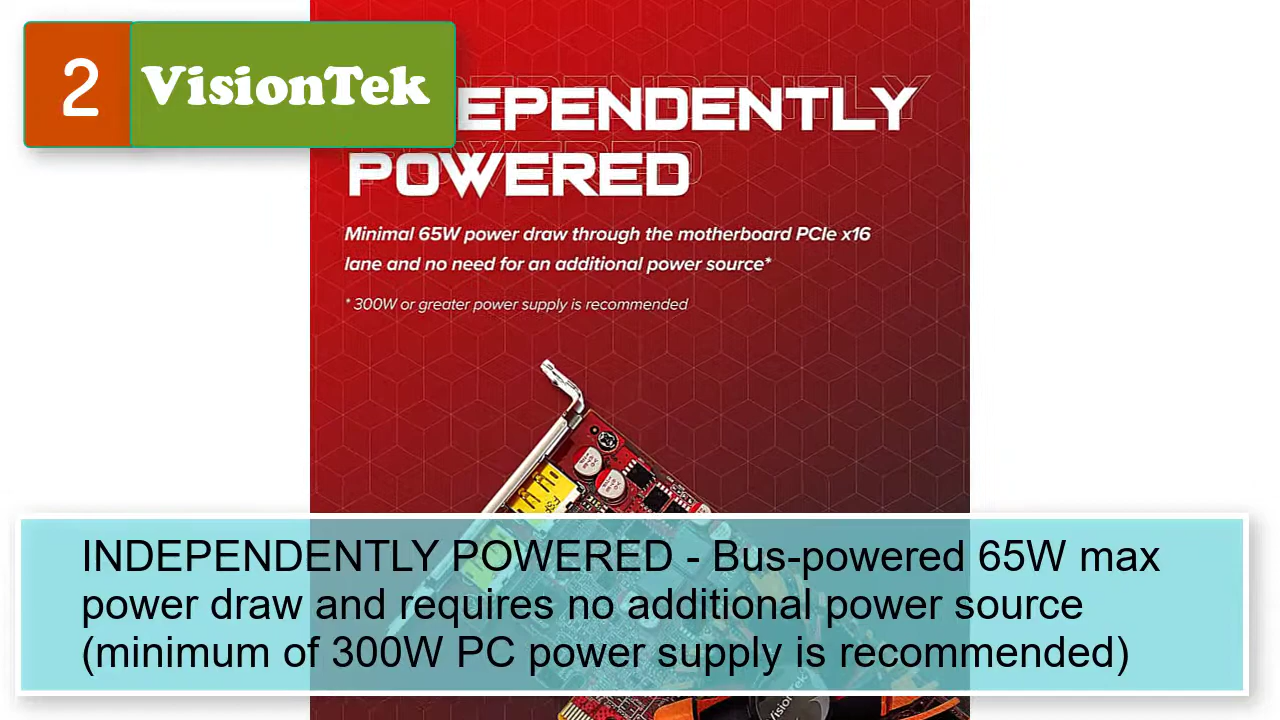 2 VisionTek
EPENDENTLY
POWERED
Minimal 65W power draw through the motherboard PCIe x16
lane and no need for an additional power source*
* 300W or greater power supply is recommended
INDEPENDENTLY POWERED - Bus-powered 65W max
power draw and requires no additional power source
(minimum of 300W PC power supply is recommended)
VisionTek